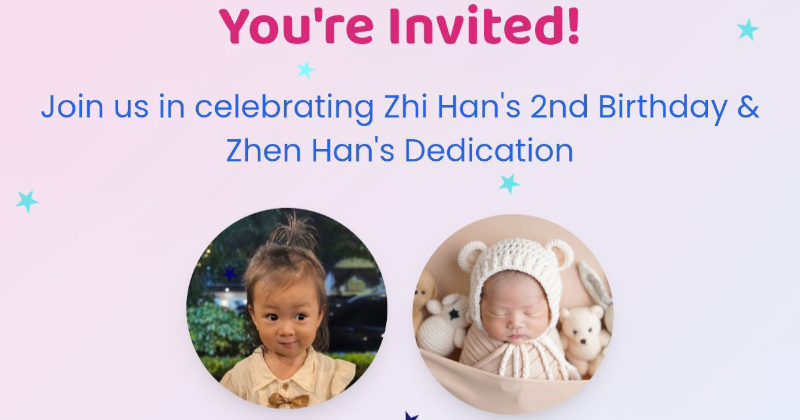 You're Invited!
Join us in celebrating Zhi Han's 2nd Birthday &
Zhen Han's Dedication